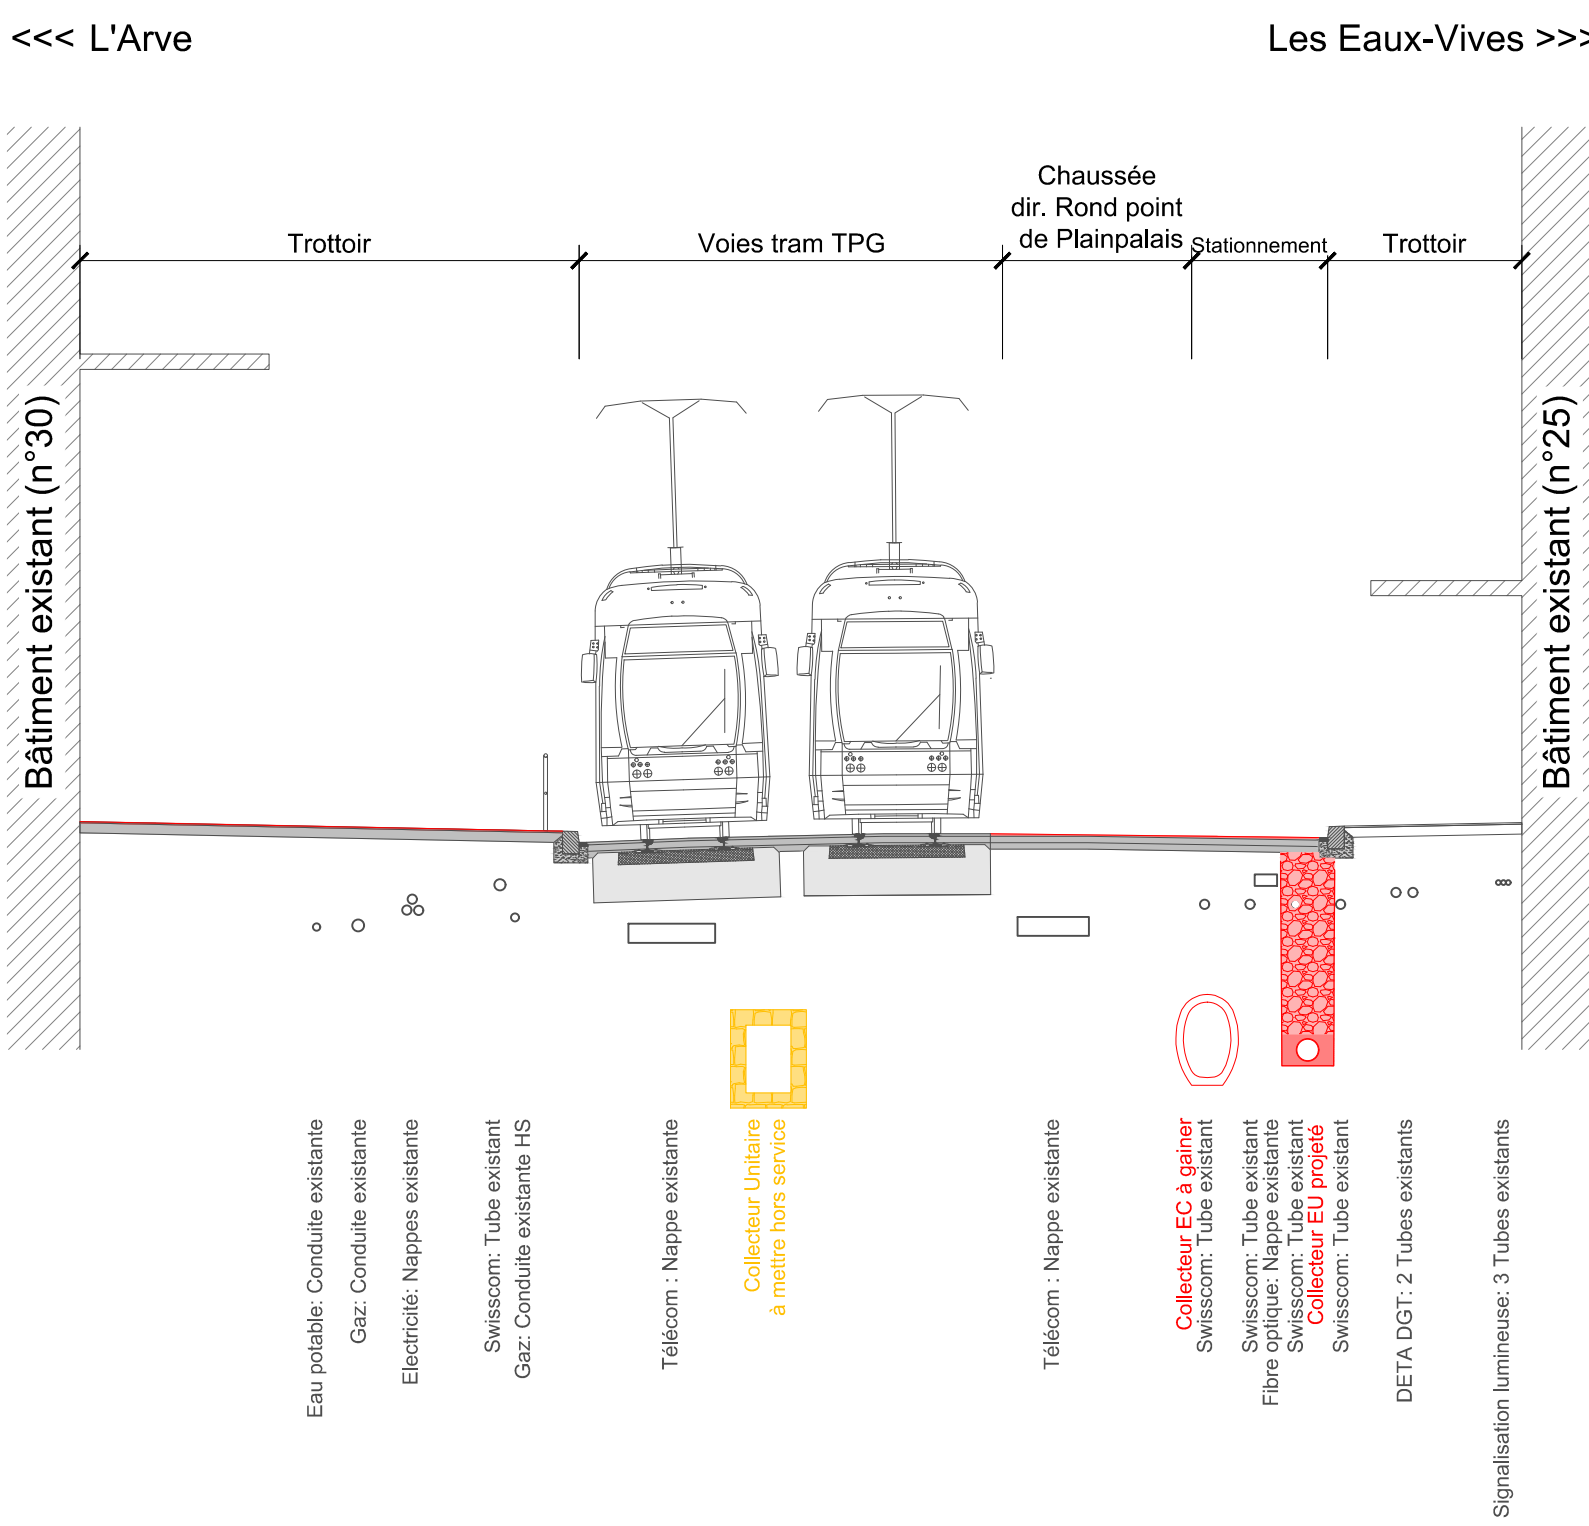 <<< L'Arve
Les Eaux-Vives >>>
Chaussée
dir. Rond point
de Plainpalais
Trottoir
Voies tram TPG
Stationnement
Trottoir
Bâtiment existant (n°30)
Bâtiment existant (n°25)
Eau potable: Conduite existante
Gaz: Conduite existante
Electricité: Nappes existante
Swisscom: Tube existant
Gaz: Conduite existante HS
Télécom : Nappe existante
Collecteur Unitaire
à mettre hors service
Télécom : Nappe existante
Collecteur EC à gainer
Swisscom: Tube existant
Swisscom: Tube existant
Fibre optique: Nappe existante
Swisscom: Tube existant
Collecteur EU projeté
Swisscom: Tube existant
DETA DGT: 2 Tubes existants
Signalisation lumineuse: 3 Tubes existants